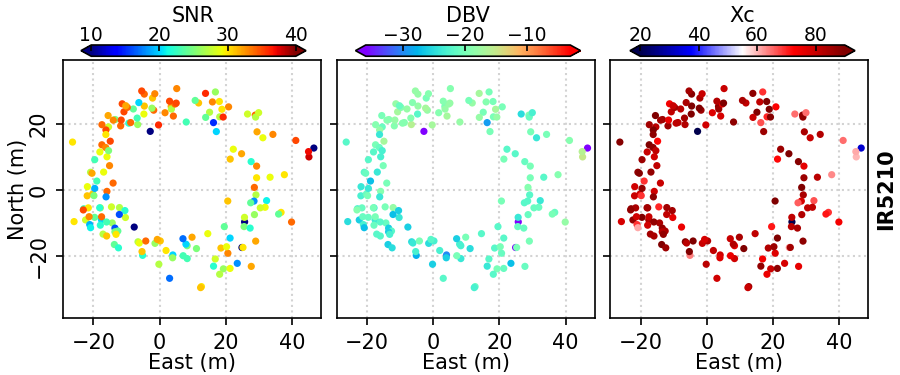 SNR DBV Xc
10 20 30 40 −30 −20 −10 20 40 60 80
20
0
−20
North (m)
IR5210
−20 0 20 40 −20 0 20 40 −20 0 20 40
East (m) East (m) East (m)